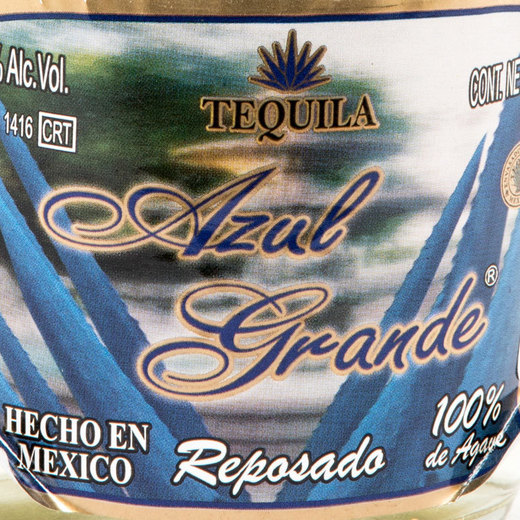 Alc.Vol.
1416 CRT
TEQUILA
CONT. NE
Azul
Grande®
HECHO EN
MEXICO
Reposado
100%
de Agave